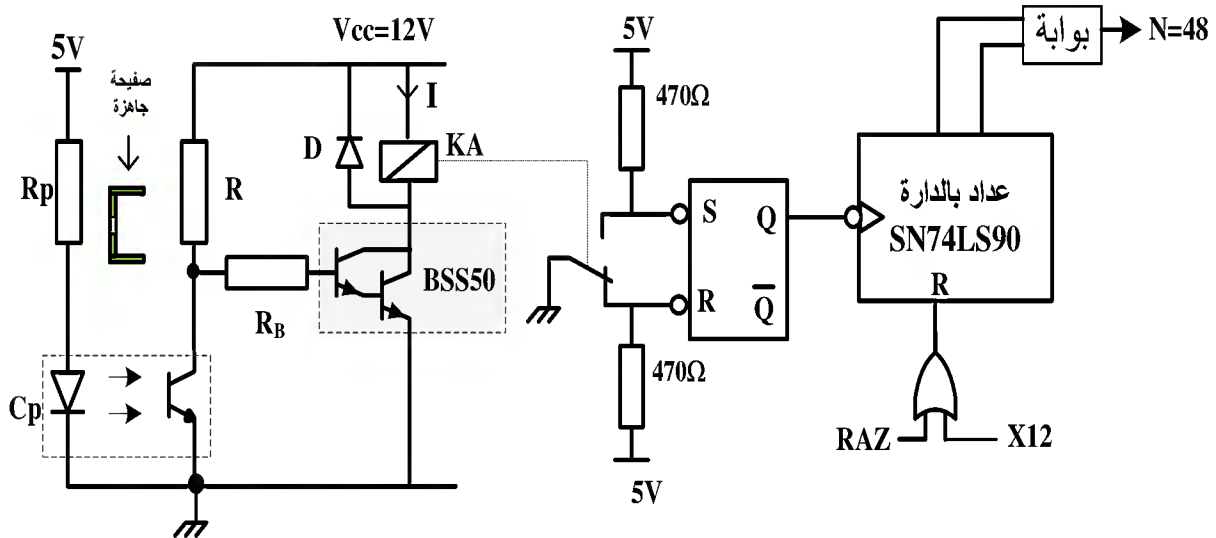 5V
صفيحة
جاهزة
Rp
Cp
R
R_B
Vcc=12V
I
D
KA
BSS50
5V
470Ω
S
Q
R
Q̅
470Ω
5V
بوابة
N=48
عداد بالدارة
SN74LS90
R
RAZ
X12